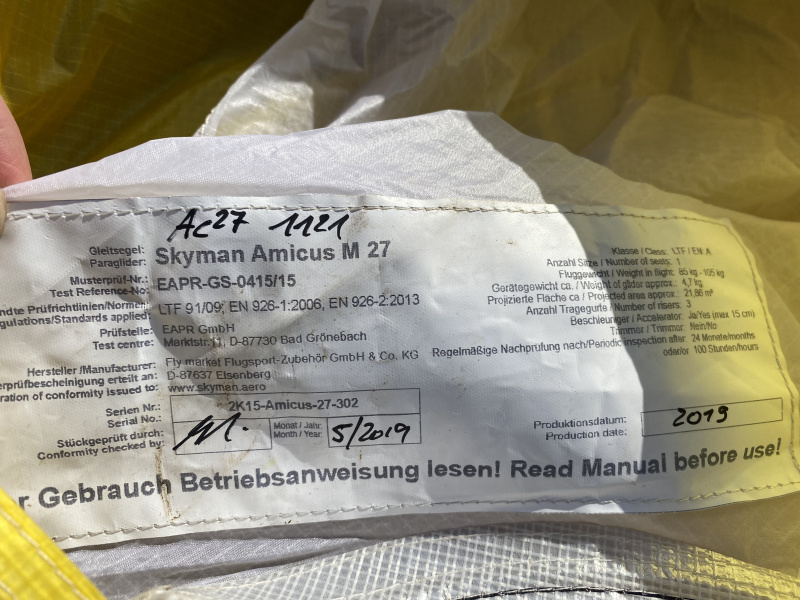 Ac27 1121
Gleitsegel:
Paraglider: Skyman Amicus M 27
Musterprüf-Nr.:
Test Reference-No: EAPR-GS-0415/15
ndte Prüfrichtlinien/Normen
gulations/Standards applied: LTF 91/09; EN 926-1:2006, EN 926-2:2013
Prüfstelle: EAPR GmbH
Test centre: Marktstr.11, D-87730 Bad Grönebach
Hersteller /Manufacturer: Fly market Flugsport-Zubehör GmbH & Co. KG
erprüfbescheinigung erteilt an: D-87637 Eisenberg
ration of conformity issued to: www.skyman.aero
Serien Nr.:
Serial No.: 2K15-Amicus-27-302
Stückgeprüft durch:
Conformity checked by:
Monat / Jahr:
Month / Year: 5/2019
Klasse / Class: LTF / EN A
Anzahl Sitze / Number of seats: 1
Fluggewicht / Weight in flight: 85 kg - 105 kg
Gerätegewicht ca. / Weight of glider approx.: 4,7 kg
Projizierte Fläche ca / Projected area approx.: 21,86 m²
Anzahl Tragegurte / Number of risers: 3
Beschleuniger / Accelerator: Ja/Yes (max 15 cm)
Trimmer / Trimmer: Nein/No
Regelmäßige Nachprüfung nach/Periodic inspection after: 24 Monate/months
oder/or 100 Stunden/hours
Produktionsdatum:
Production date: 2019
r Gebrauch Betriebsanweisung lesen! Read Manual before use!